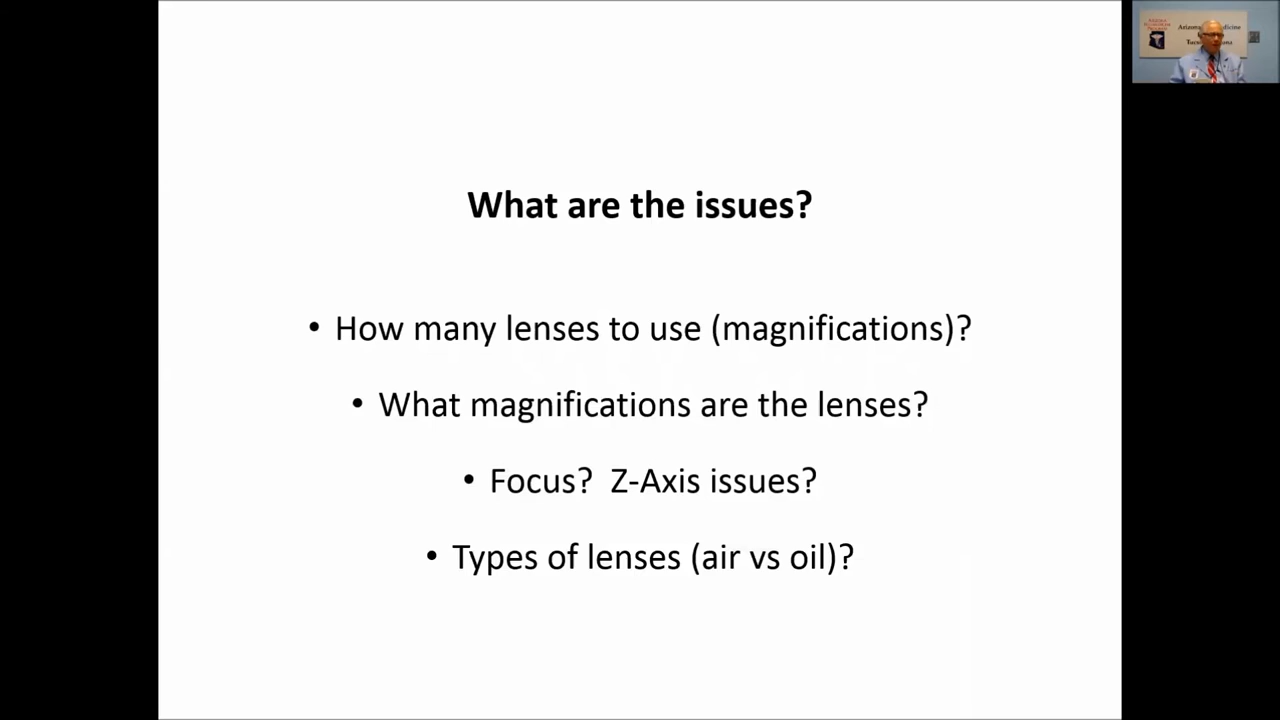 What are the issues?
• How many lenses to use (magnifications)?
• What magnifications are the lenses?
• Focus? Z-Axis issues?
• Types of lenses (air vs oil)?